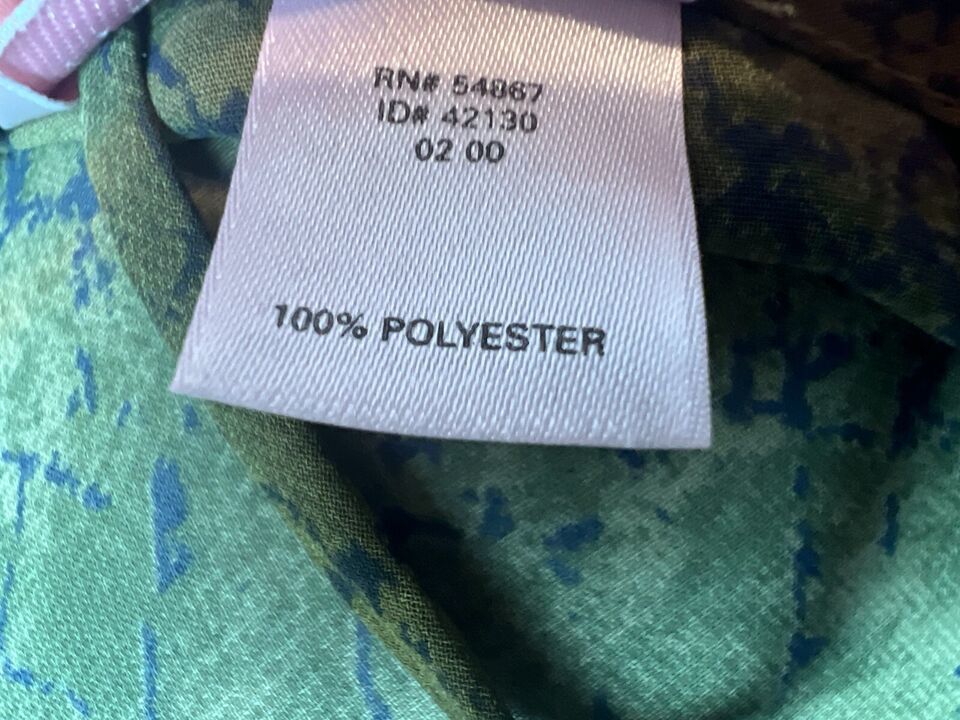 RN# 54867
ID# 42130
02 00
100% POLYESTER